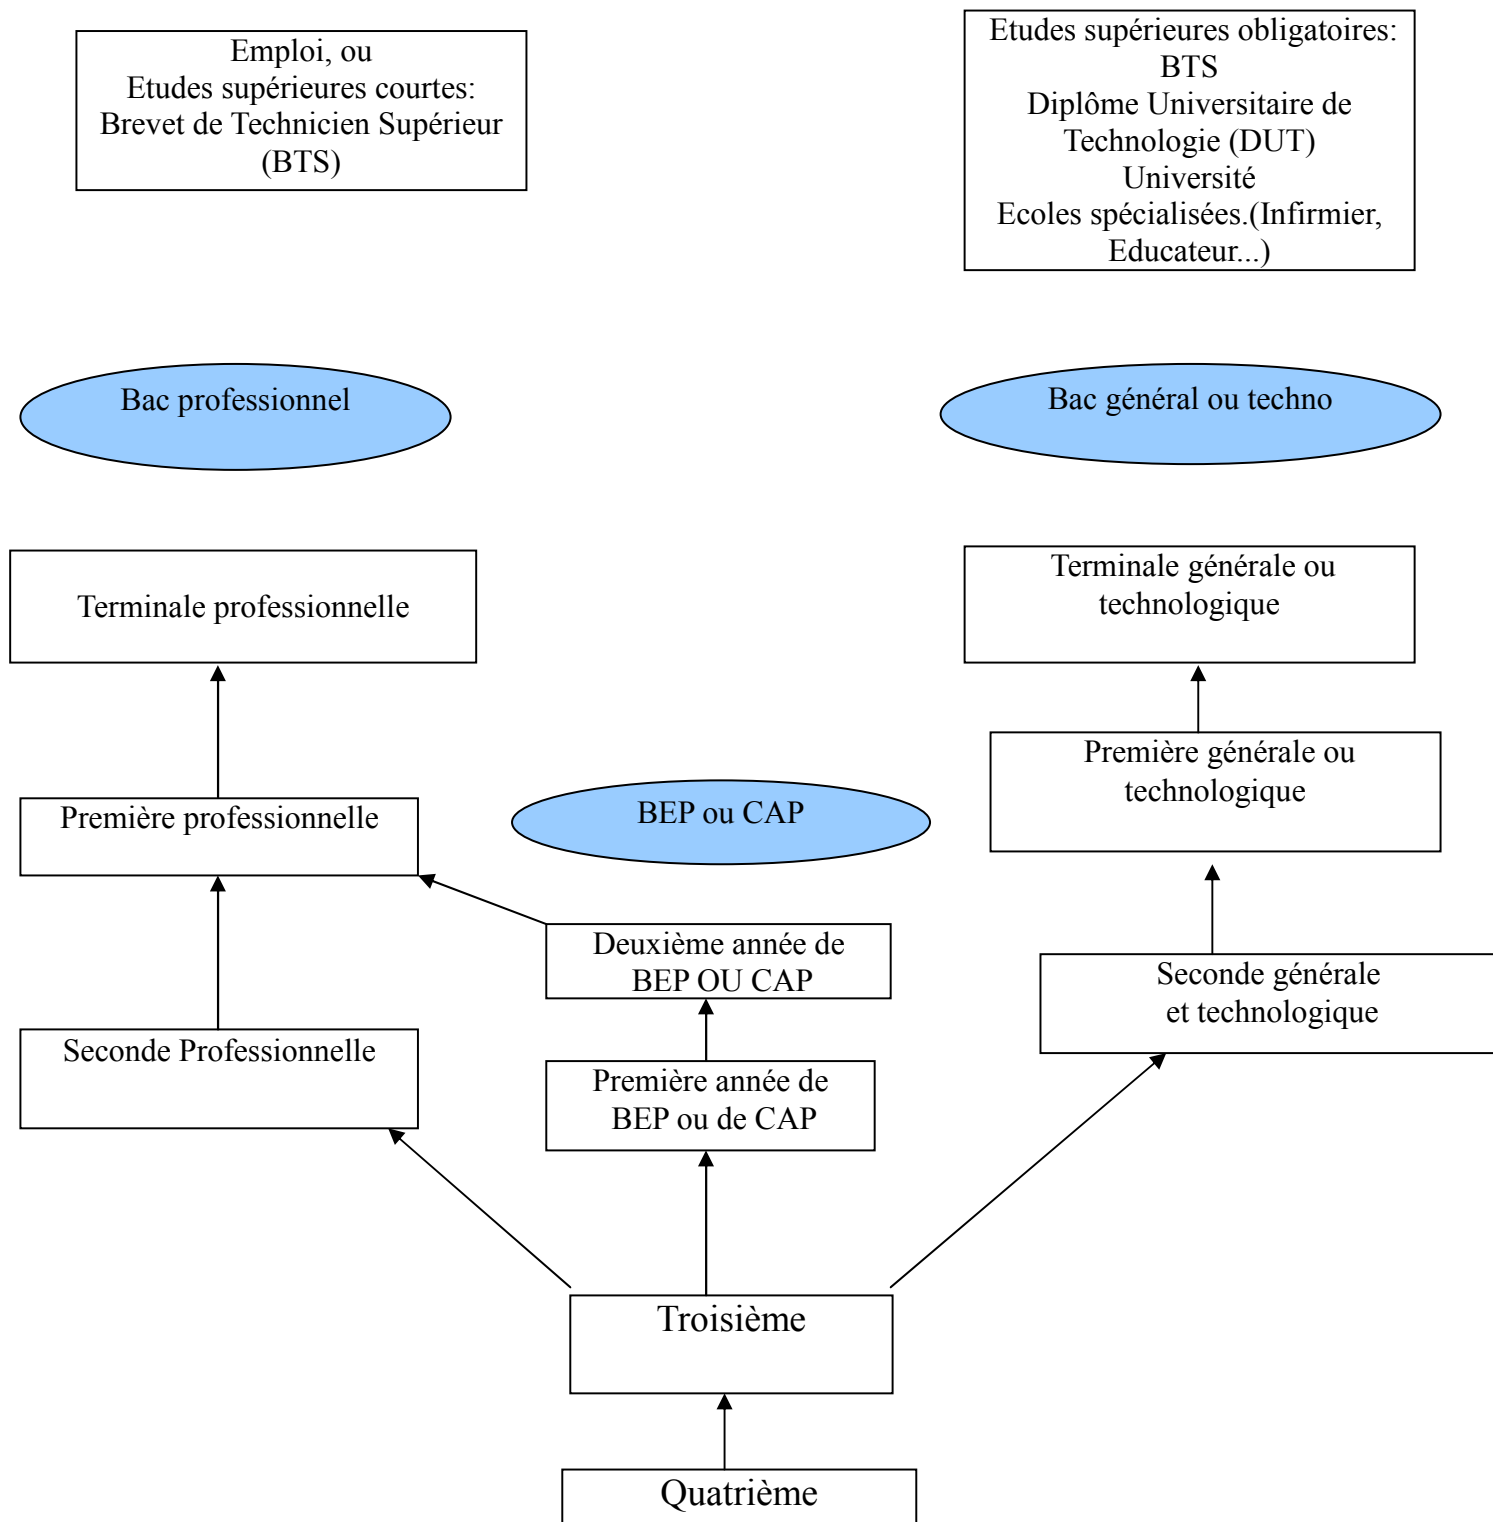 Emploi, ou
Etudes supérieures courtes:
Brevet de Technicien Supérieur
(BTS)
Etudes supérieures obligatoires:
BTS
Diplôme Universitaire de
Technologie (DUT)
Université
Ecoles spécialisées.(Infirmier,
Educateur...)
Bac professionnel
Bac général ou techno
Terminale professionnelle
Terminale générale ou
technologique
Première générale ou
technologique
Première professionnelle
BEP ou CAP
Deuxième année de
BEP OU CAP
Seconde générale
et technologique
Seconde Professionnelle
Première année de
BEP ou de CAP
Troisième
Quatrième